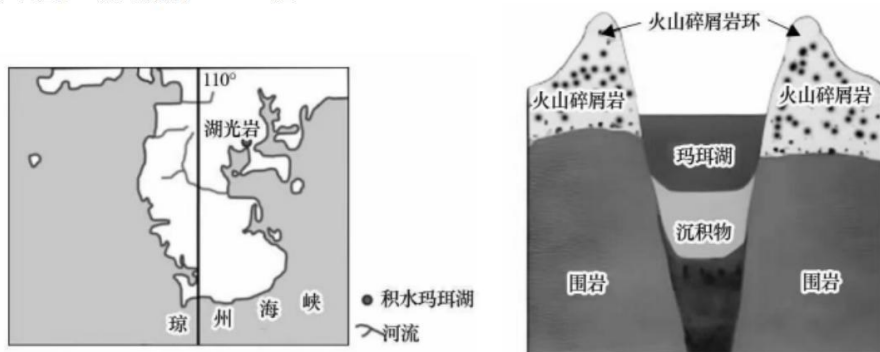 110°
湖光岩
琼州海峡
积水玛珥湖
河流
火山碎屑岩环
火山碎屑岩
火山碎屑岩
玛珥湖
沉积物
围岩
围岩